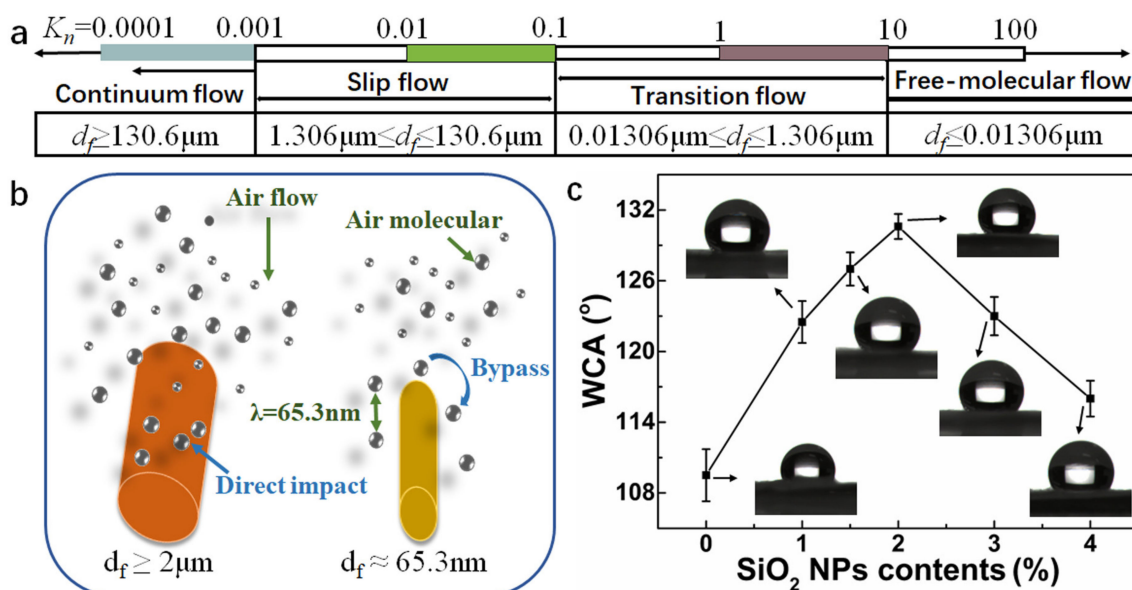 a
Kn=0.0001 0.001 0.01 0.1 1 10 100
Continuum flow Slip flow Transition flow Free-molecular flow
df≥130.6μm 1.306μm≤df≤130.6μm 0.01306μm≤df≤1.306μm df≤0.01306μm
b
Air flow
Air molecular
Bypass
λ=65.3nm
Direct impact
df ≥ 2μm df ≈ 65.3nm
c
WCA (°)
132
126
120
114
108
0 1 2 3 4
SiO2 NPs contents (%)